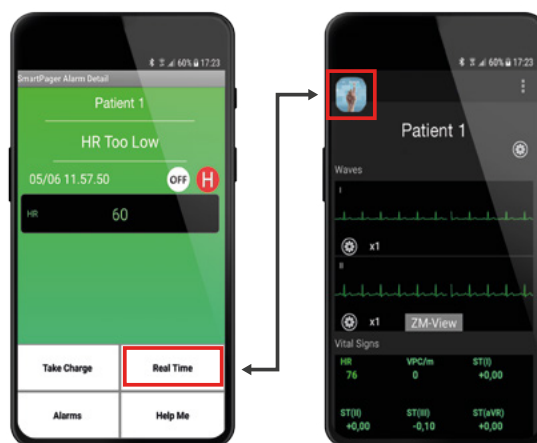 60% 17:23
SmartPager Alarm Detail
Patient 1
HR Too Low
05/06 11.57.50 OFF H
HR 60
Take Charge Real Time
Alarms Help Me
60% 17:23
Patient 1
Waves
I
x1
II
x1 ZM-View
Vital Signs
HR VPC/m ST(I)
76 0 +0,00
ST(II) ST(III) ST(aVR)
+0,00 -0,10 +0,00